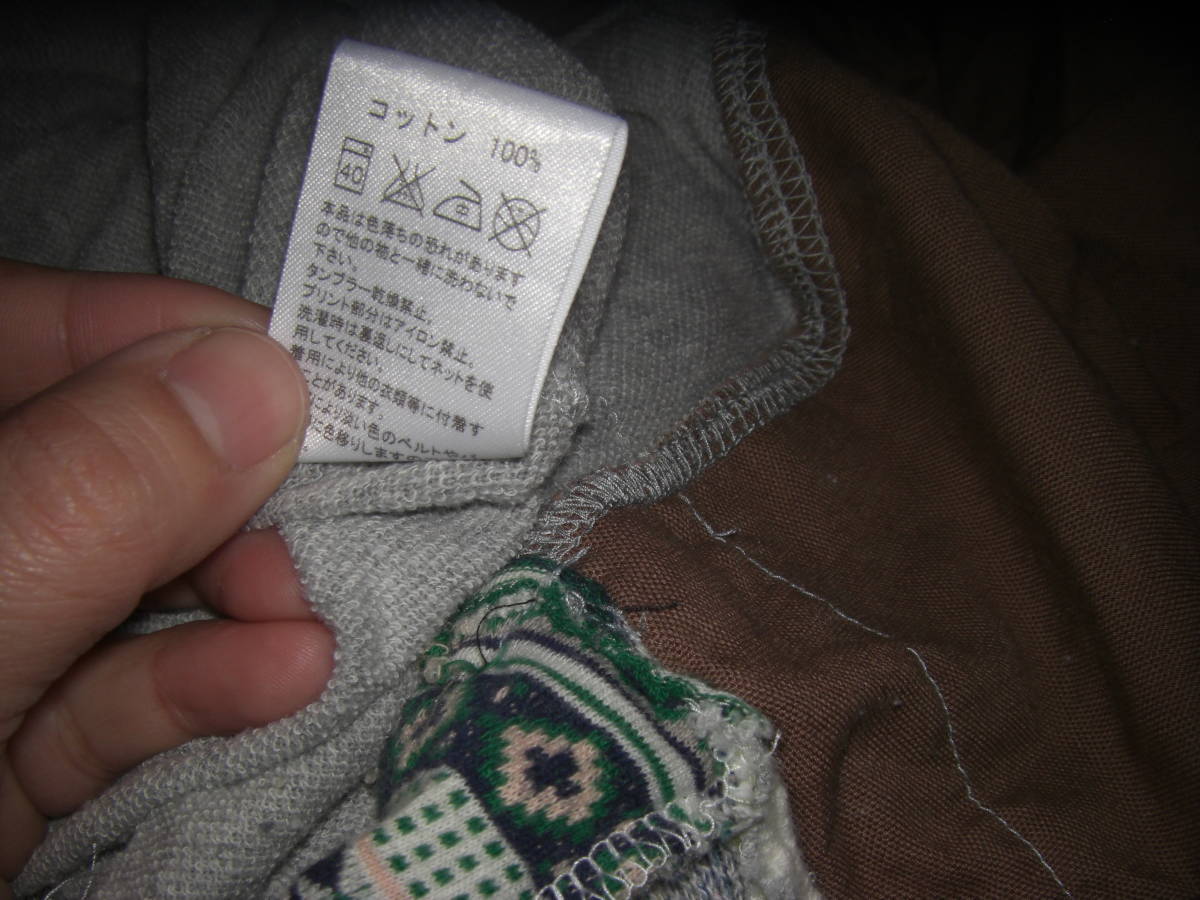 コットン 100%
40
本品は色落ちの恐れがあります
ので他の物と一緒に洗わないで
下さい。
タンブラー乾燥禁止。
プリント部分はアイロン禁止。
洗濯時は裏返しにしてネットを使
用してください。
着用により他の衣類等に付着す
とがあります。
より淡い色のベルトや
に色移りします